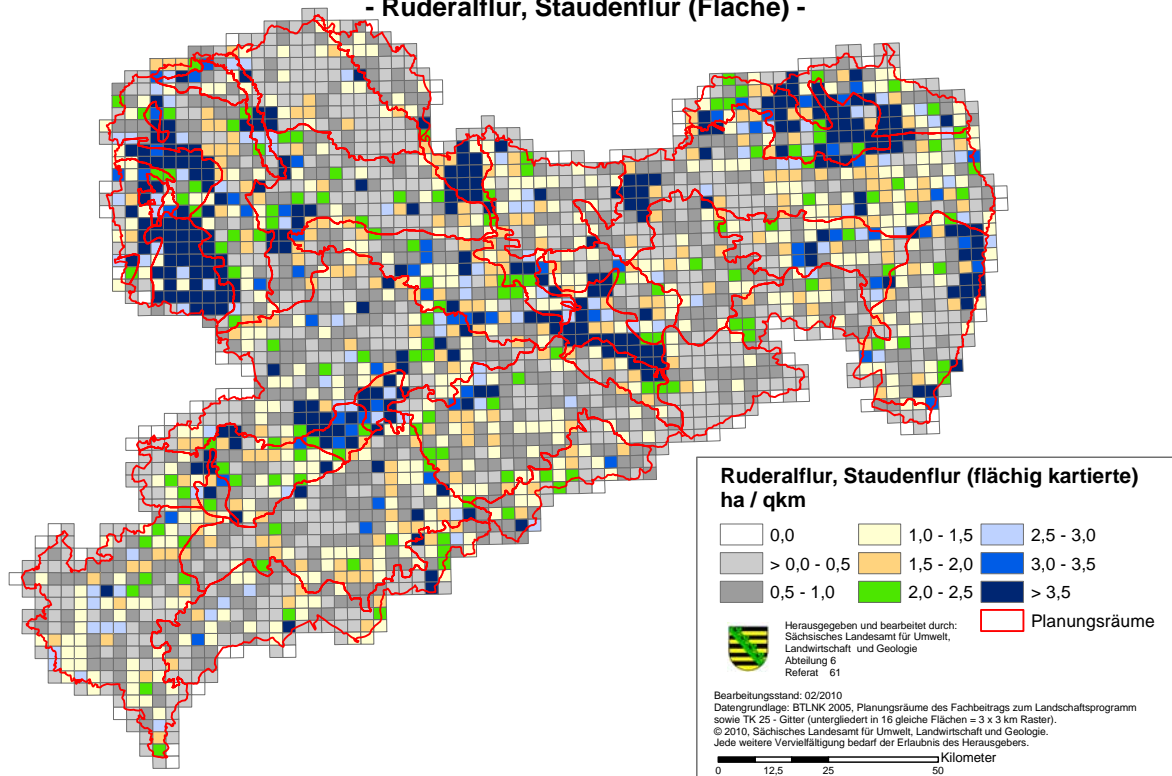 - Ruderalflur, Staudenflur (Fläche) -
Ruderalflur, Staudenflur (flächig kartierte)
ha / qkm
0,0
> 0,0 - 0,5
0,5 - 1,0
1,0 - 1,5
1,5 - 2,0
2,0 - 2,5
2,5 - 3,0
3,0 - 3,5
> 3,5
Planungsräume
Herausgegeben und bearbeitet durch:
Sächsisches Landesamt für Umwelt,
Landwirtschaft und Geologie
Abteilung 6
Referat 61
Bearbeitungsstand: 02/2010
Datengrundlage: BTLNK 2005, Planungsräume des Fachbeitrags zum Landschaftsprogramm
sowie TK 25 - Gitter (untergliedert in 16 gleiche Flächen = 3 x 3 km Raster).
© 2010, Sächisches Landesamt für Umwelt, Landwirtschaft und Geologie.
Jede weitere Vervielfältigung bedarf der Erlaubnis des Herausgebers.
Kilometer
0 12,5 25 50